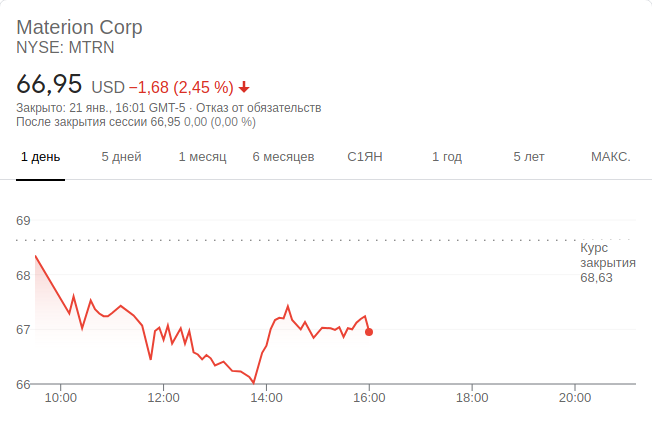 Materion Corp
NYSE: MTRN
66,95 USD −1,68 (2,45 %)
Закрыто: 21 янв., 16:01 GMT-5 · Отказ от обязательств
После закрытия сессии 66,95 0,00 (0,00 %)
1 день 5 дней 1 месяц 6 месяцев С1ЯН 1 год 5 лет МАКС.
69
Курс
закрытия
68,63
68
67
66
10:00 12:00 14:00 16:00 18:00 20:00